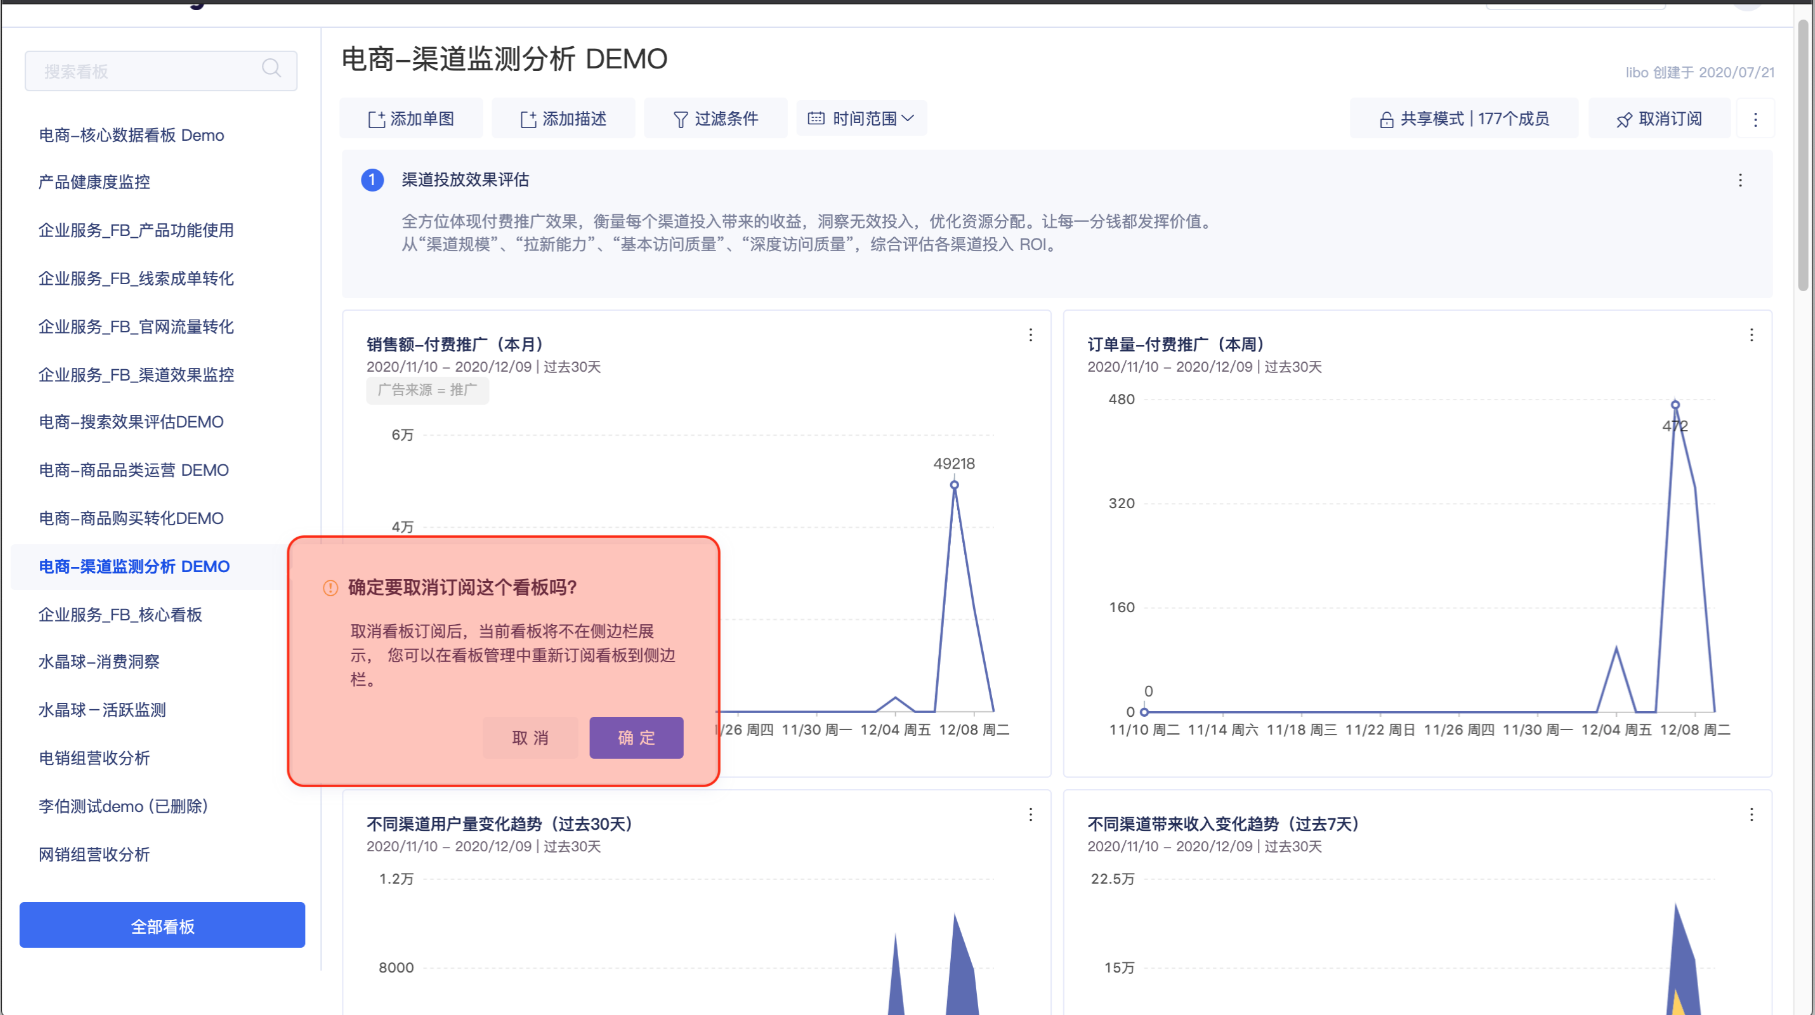 搜索看板
电商-核心数据看板 Demo
产品健康度监控
企业服务_FB_产品功能使用
企业服务_FB_线索成单转化
企业服务_FB_官网流量转化
企业服务_FB_渠道效果监控
电商-搜索效果评估DEMO
电商-商品品类运营 DEMO
电商-商品购买转化DEMO
电商-渠道监测分析 DEMO
企业服务_FB_核心看板
水晶球-消费洞察
水晶球－活跃监测
电销组营收分析
李伯测试demo (已删除)
网销组营收分析
全部看板
电商-渠道监测分析 DEMO
libo 创建于 2020/07/21
添加单图 添加描述 过滤条件 时间范围 共享模式 | 177个成员 取消订阅
1 渠道投放效果评估
全方位体现付费推广效果，衡量每个渠道投入带来的收益，洞察无效投入，优化资源分配。让每一分钱都发挥价值。
从“渠道规模”、“拉新能力”、“基本访问质量”、“深度访问质量”，综合评估各渠道投入 ROI。
销售额-付费推广（本月）
2020/11/10 - 2020/12/09 | 过去30天
广告来源 = 推广
6万
49218
4万
/26 周四 11/30 周一 12/04 周五 12/08 周二
订单量-付费推广（本周）
2020/11/10 - 2020/12/09 | 过去30天
480
472
320
160
0
0
11/10 周二 11/14 周六 11/18 周三 11/22 周日 11/26 周四 11/30 周一 12/04 周五 12/08 周二
确定要取消订阅这个看板吗?
取消看板订阅后，当前看板将不在侧边栏展
示， 您可以在看板管理中重新订阅看板到侧边
栏。
取 消 确 定
不同渠道用户量变化趋势（过去30天）
2020/11/10 - 2020/12/09 | 过去30天
1.2万
8000
不同渠道带来收入变化趋势（过去7天）
2020/11/10 - 2020/12/09 | 过去30天
22.5万
15万